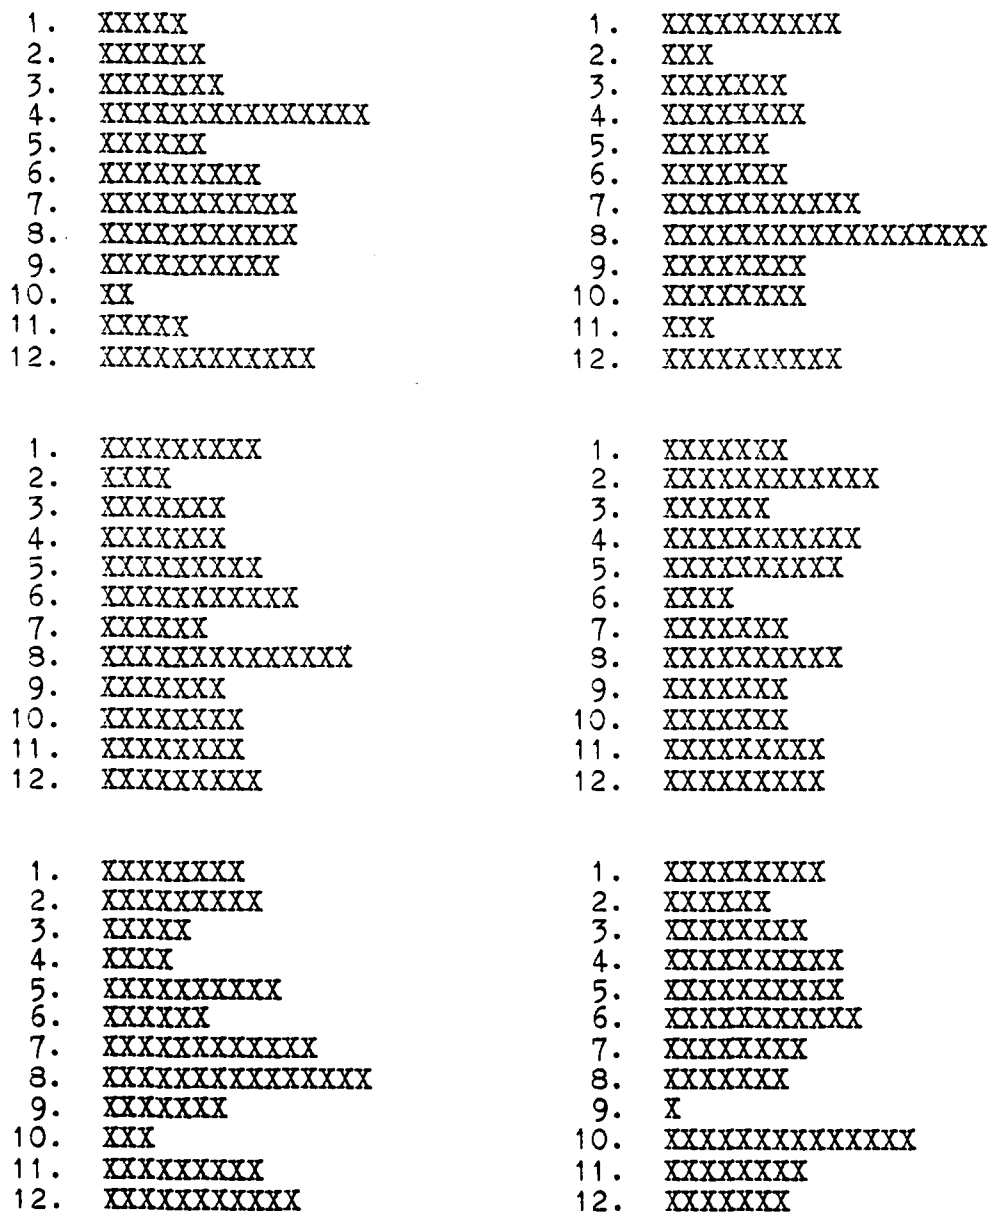 1. XXXXX
2. XXXXXX
3. XXXXXXX
4. XXXXXXXXXXXXXXX
5. XXXXXX
6. XXXXXXXXX
7. XXXXXXXXXXX
8. XXXXXXXXXXX
9. XXXXXXXXXX
10. XX
11. XXXXX
12. XXXXXXXXXXXX
1. XXXXXXXXXX
2. XXX
3. XXXXXXX
4. XXXXXXXX
5. XXXXXX
6. XXXXXXX
7. XXXXXXXXXXX
8. XXXXXXXXXXXXXXXXXX
9. XXXXXXXX
10. XXXXXXXX
11. XXX
12. XXXXXXXXXX
1. XXXXXXXXX
2. XXXX
3. XXXXXXX
4. XXXXXXX
5. XXXXXXXXX
6. XXXXXXXXXXX
7. XXXXXX
8. XXXXXXXXXXXXXX
9. XXXXXXX
10. XXXXXXXX
11. XXXXXXXX
12. XXXXXXXXX
1. XXXXXXX
2. XXXXXXXXXXXX
3. XXXXXX
4. XXXXXXXXXXX
5. XXXXXXXXXX
6. XXXX
7. XXXXXXX
8. XXXXXXXXXX
9. XXXXXXX
10. XXXXXXX
11. XXXXXXXXX
12. XXXXXXXXX
1. XXXXXXXX
2. XXXXXXXXX
3. XXXXX
4. XXXX
5. XXXXXXXXXX
6. XXXXXX
7. XXXXXXXXXXXX
8. XXXXXXXXXXXXXXX
9. XXXXXXX
10. XXX
11. XXXXXXXXX
12. XXXXXXXXXXX
1. XXXXXXXXX
2. XXXXXX
3. XXXXXXXX
4. XXXXXXXXXX
5. XXXXXXXXXX
6. XXXXXXXXXXX
7. XXXXXXXX
8. XXXXXXX
9. X
10. XXXXXXXXXXXXXX
11. XXXXXXXX
12. XXXXXXX